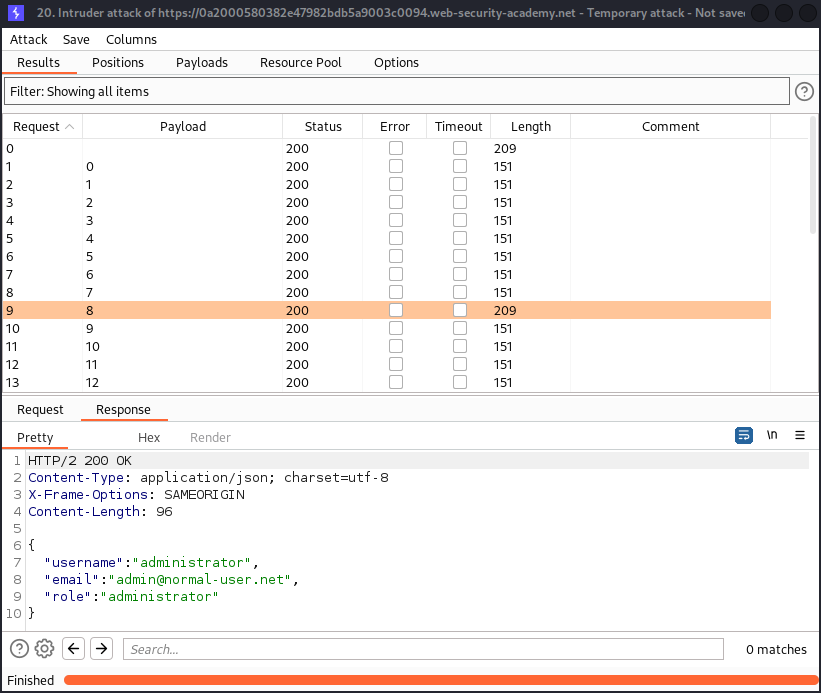 20. Intruder attack of https://0a2000580382e47982bdb5a9003c0094.web-security-academy.net - Temporary attack - Not saved
Attack Save Columns
Results Positions Payloads Resource Pool Options
Filter: Showing all items ?
Request Payload Status Error Timeout Length Comment
0 200 209
1 0 200 151
2 1 200 151
3 2 200 151
4 3 200 151
5 4 200 151
6 5 200 151
7 6 200 151
8 7 200 151
9 8 200 209
10 9 200 151
11 10 200 151
12 11 200 151
13 12 200 151
Request Response
Pretty Hex Render \n
1 HTTP/2 200 OK
2 Content-Type: application/json; charset=utf-8
3 X-Frame-Options: SAMEORIGIN
4 Content-Length: 96
5
6 {
7 "username":"administrator",
8 "email":"admin@normal-user.net",
9 "role":"administrator"
10 }
? Search... 0 matches
Finished